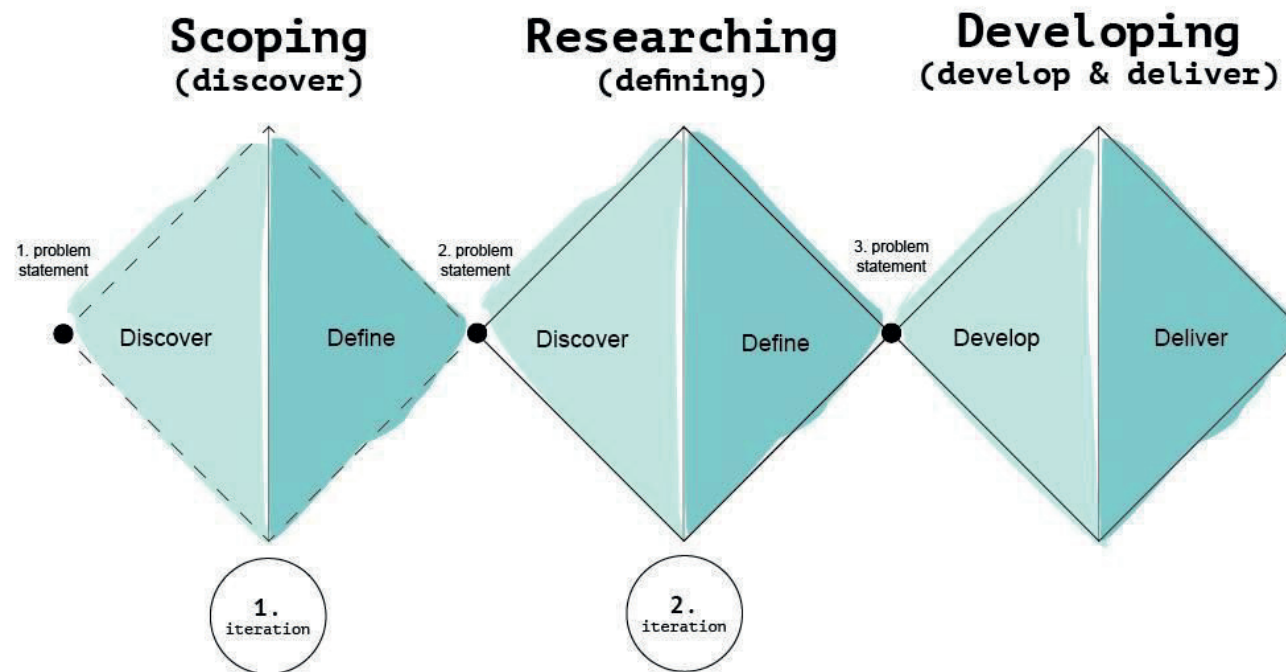 Scoping
(discover)
Researching
(defining)
Developing
(develop & deliver)
1. problem
statement
2. problem
statement
3. problem
statement
Discover
Define
Discover
Define
Develop
Deliver
1.
iteration
2.
iteration